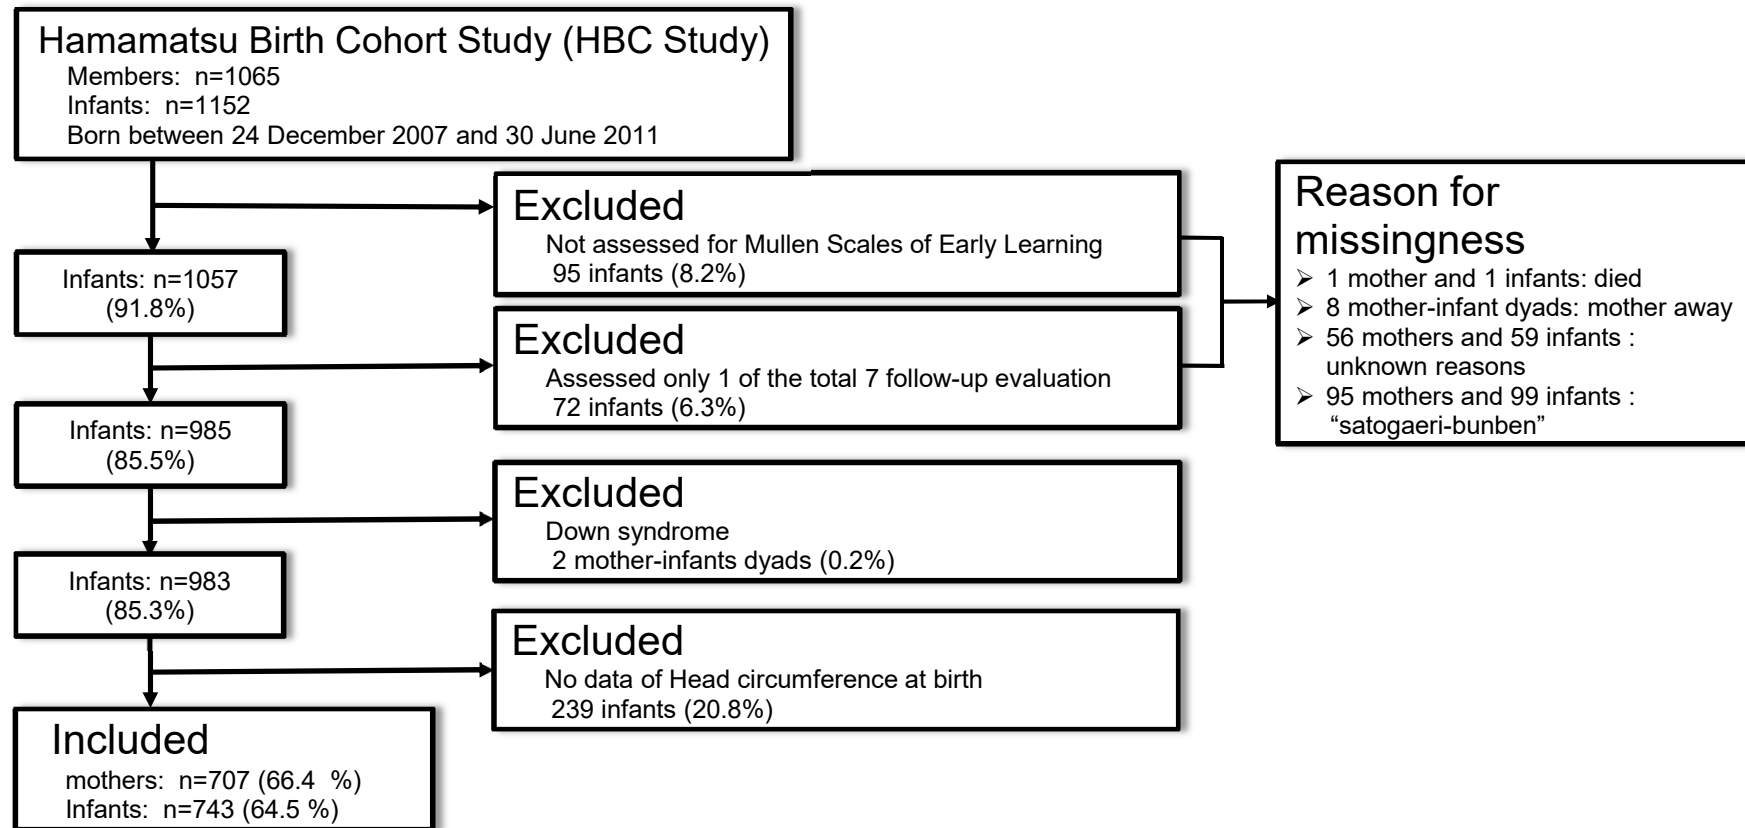 Hamamatsu Birth Cohort Study (HBC Study)
Members: n=1065
Infants: n=1152
Born between 24 December 2007 and 30 June 2011
Excluded
Not assessed for Mullen Scales of Early Learning
95 infants (8.2%)
Reason for
missingness
➢ 1 mother and 1 infants: died
➢ 8 mother-infant dyads: mother away
➢ 56 mothers and 59 infants :
unknown reasons
➢ 95 mothers and 99 infants :
“satogaeri-bunben”
Infants: n=1057
(91.8%)
Excluded
Assessed only 1 of the total 7 follow-up evaluation
72 infants (6.3%)
Infants: n=985
(85.5%)
Excluded
Down syndrome
2 mother-infants dyads (0.2%)
Infants: n=983
(85.3%)
Excluded
No data of Head circumference at birth
239 infants (20.8%)
Included
mothers: n=707 (66.4 %)
Infants: n=743 (64.5 %)